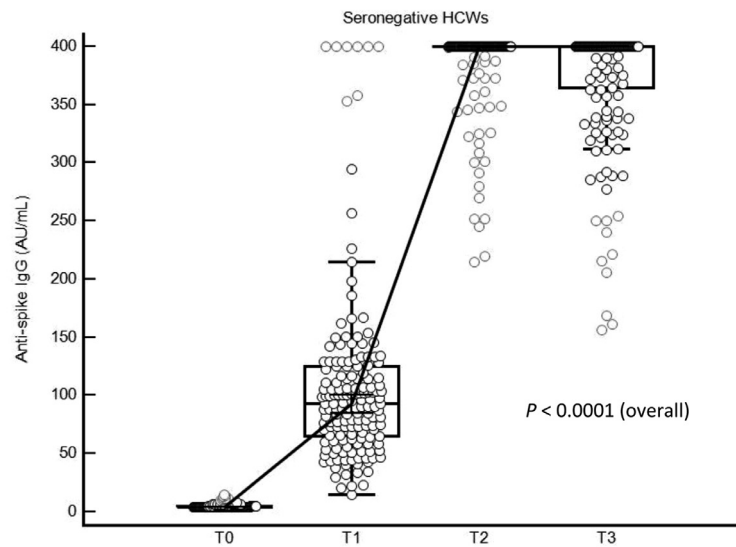 Seronegative HCWs
Anti-spike IgG (AU/mL)
400
350
300
250
200
150
100
50
0
P < 0.0001 (overall)
T0 T1 T2 T3